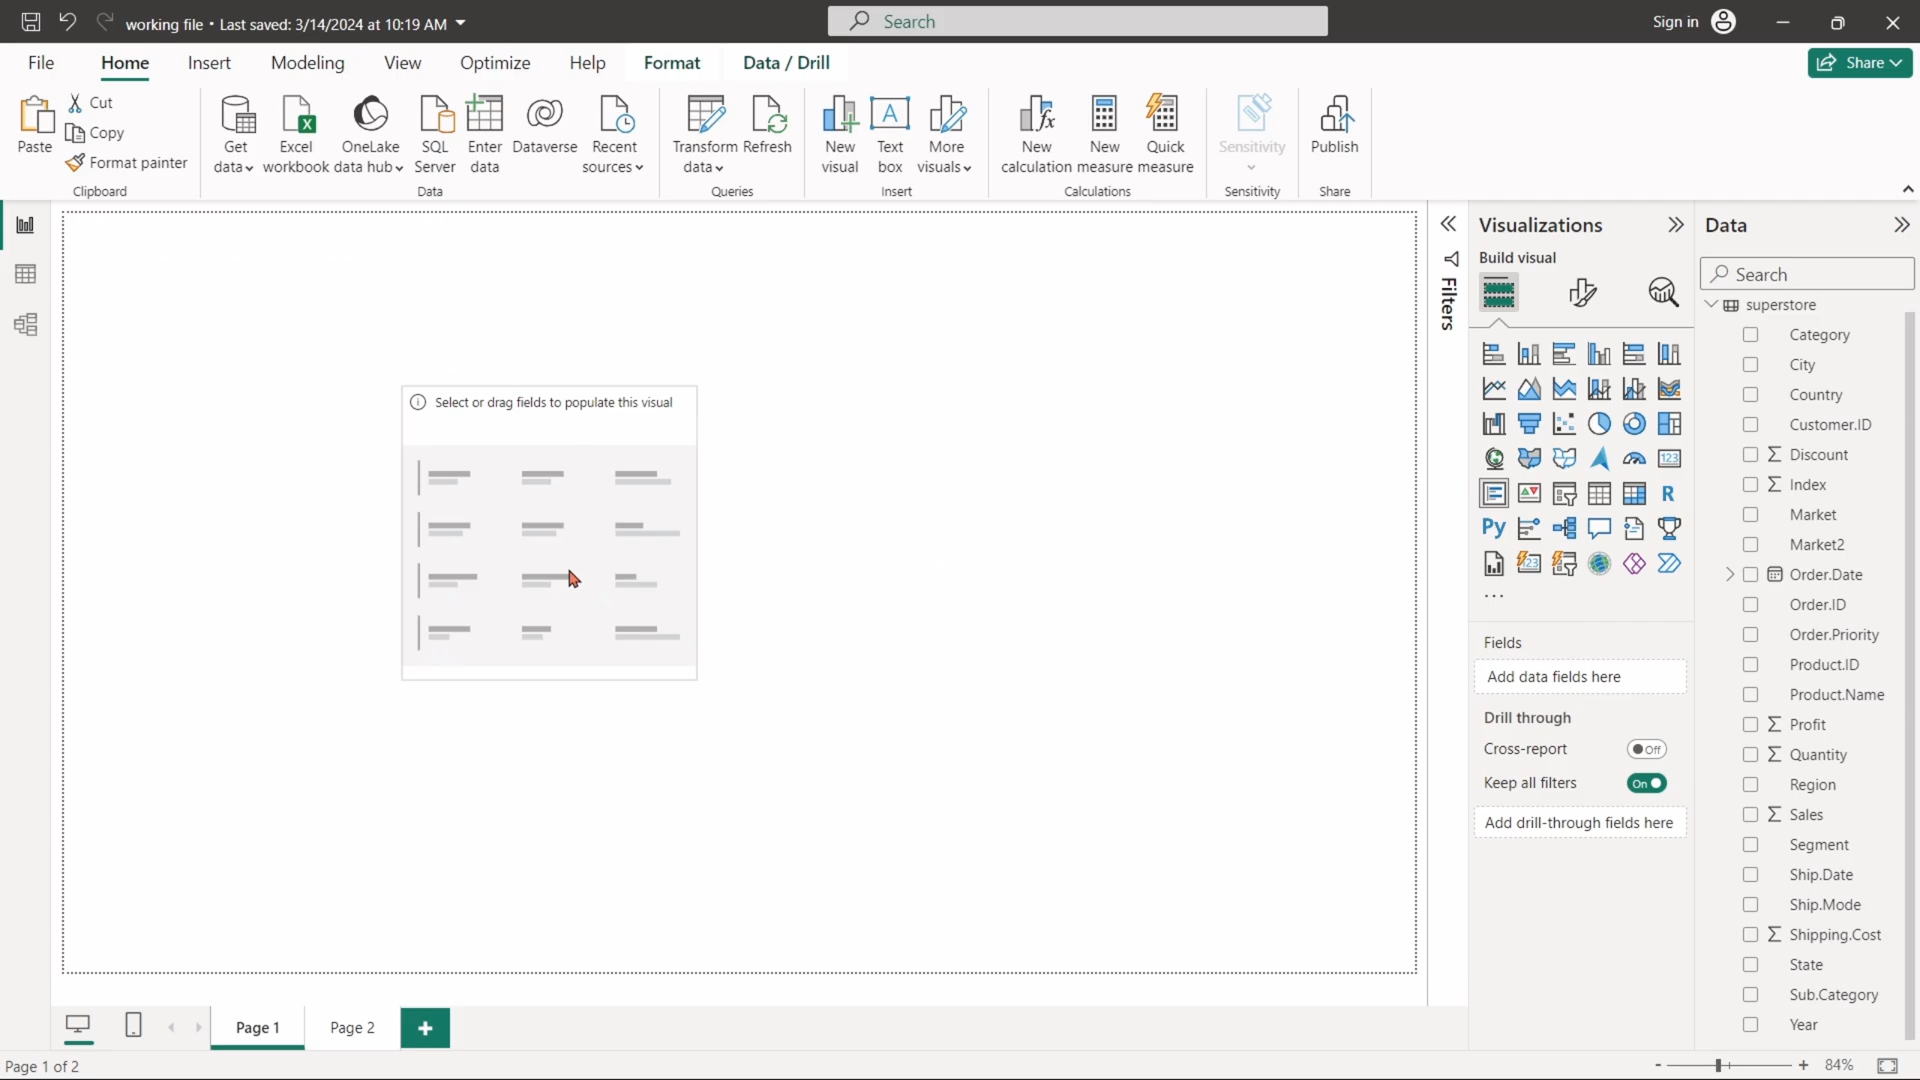 working file • Last saved: 3/14/2024 at 10:19 AM
Search
Sign in
File Home Insert Modeling View Optimize Help Format Data / Drill
Share
Paste
Cut
Copy
Format painter
Clipboard
Get data
Excel workbook
OneLake data hub
SQL Server
Enter data
Dataverse
Recent sources
Data
Transform data
Refresh
Queries
New visual
Text box
More visuals
Insert
New calculation
New measure
Quick measure
Calculations
Sensitivity
Sensitivity
Publish
Share
Select or drag fields to populate this visual
Filters
Visualizations
Build visual
123
R
Py
123
...
Fields
Add data fields here
Drill through
Cross-report
Off
Keep all filters
On
Add drill-through fields here
Data
Search
superstore
Category
City
Country
Customer.ID
∑ Discount
∑ Index
Market
Market2
Order.Date
Order.ID
Order.Priority
Product.ID
Product.Name
∑ Profit
∑ Quantity
Region
∑ Sales
Segment
Ship.Date
Ship.Mode
∑ Shipping.Cost
State
Sub.Category
Year
Page 1
Page 2
+
Page 1 of 2
- + 84%